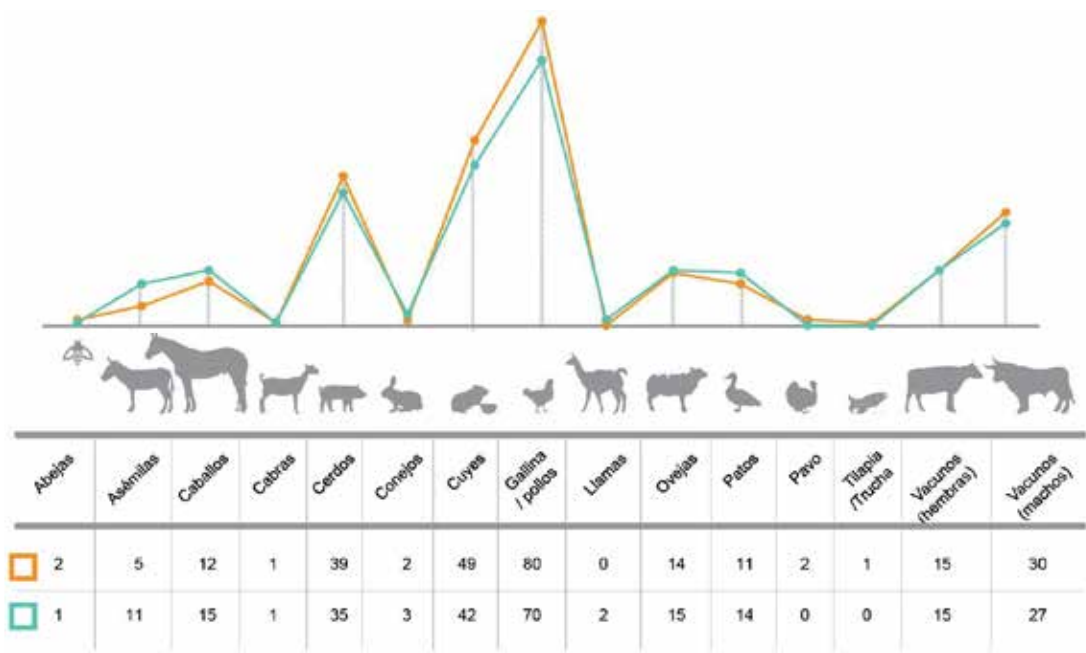 Abejas
Asémilas
Caballos
Cabras
Cerdos
Conejos
Cuyes
Gallina
/ pollos
Llamas
Ovejas
Patos
Pavo
Tilapia
/Trucha
Vacunos
(hembras)
Vacunos
(machos)
2 5 12 1 39 2 49 80 0 14 11 2 1 15 30
1 11 15 1 35 3 42 70 2 15 14 0 0 15 27